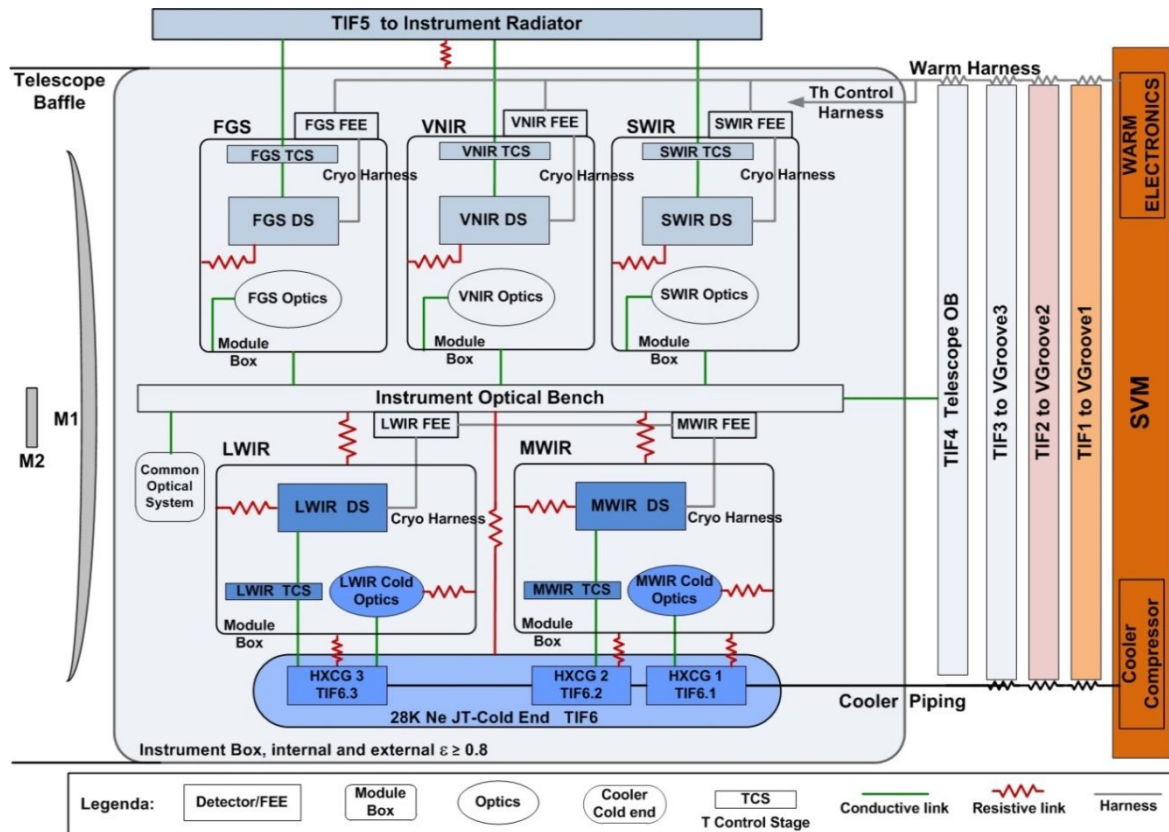 TIF5 to Instrument Radiator
Telescope
Baffle
Warm Harness
Th Control
Harness
FGS
FGS FEE
FGS TCS
Cryo Harness
FGS DS
FGS Optics
Module
Box
VNIR
VNIR FEE
VNIR TCS
Cryo Harness
VNIR DS
VNIR Optics
Module
Box
SWIR
SWIR FEE
SWIR TCS
Cryo Harness
SWIR DS
SWIR Optics
Module
Box
WARM
ELECTRONICS
M1
M2
Instrument Optical Bench
TIF4 Telescope OB
TIF3 to VGroove3
TIF2 to VGroove2
TIF1 to VGroove1
SVM
Common
Optical
System
LWIR
LWIR FEE
LWIR DS
Cryo Harness
LWIR TCS
LWIR Cold
Optics
Module
Box
MWIR
MWIR FEE
MWIR DS
Cryo Harness
MWIR TCS
MWIR Cold
Optics
Module
Box
HXCG 3
TIF6.3
HXCG 2
TIF6.2
HXCG 1
TIF6.1
28K Ne JT-Cold End TIF6
Cooler Piping
Cooler
Compressor
Instrument Box, internal and external ε ≥ 0.8
Legenda:
Detector/FEE
Module
Box
Optics
Cooler
Cold end
TCS
T Control Stage
Conductive link
Resistive link
Harness